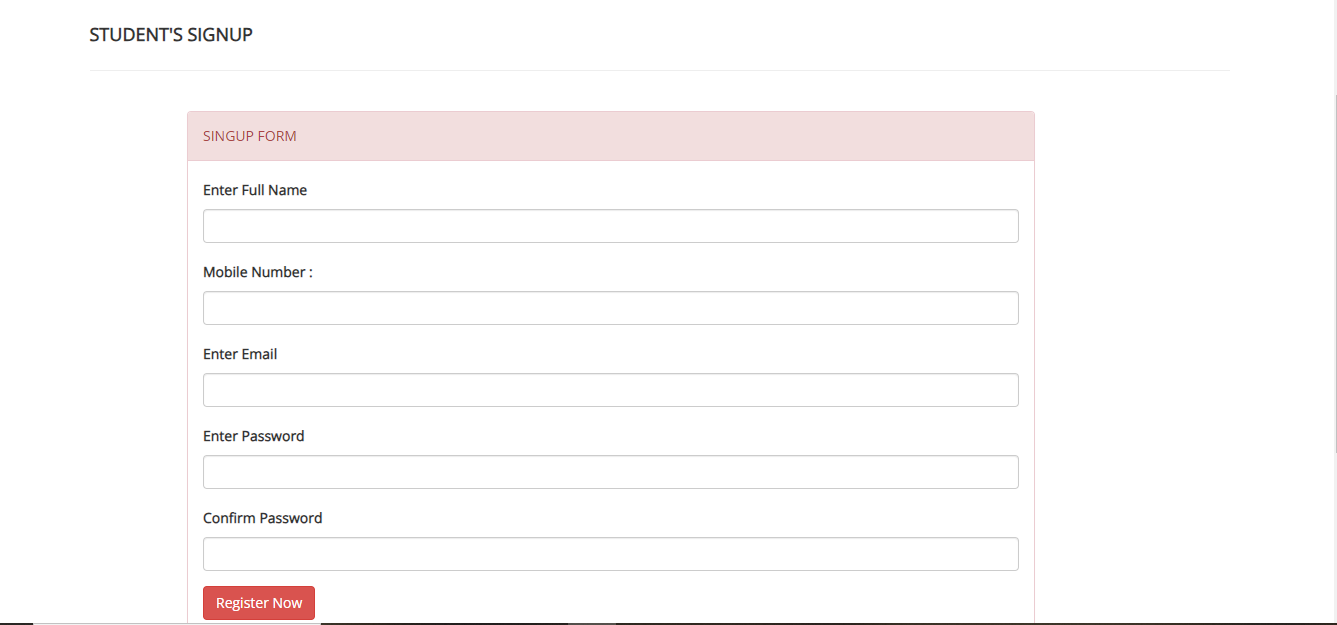 STUDENT'S SIGNUP
SINGUP FORM
Enter Full Name
Mobile Number :
Enter Email
Enter Password
Confirm Password
Register Now